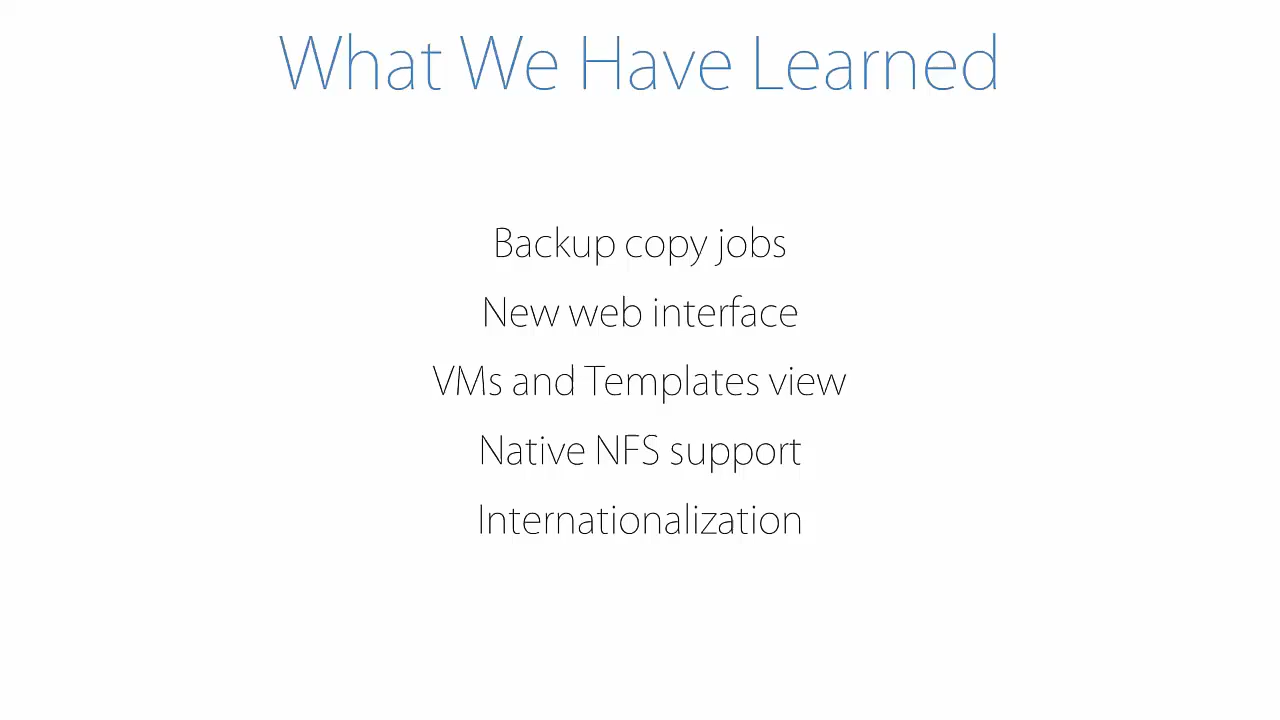 What We Have Learned
Backup copy jobs
New web interface
VMs and Templates view
Native NFS support
Internationalization